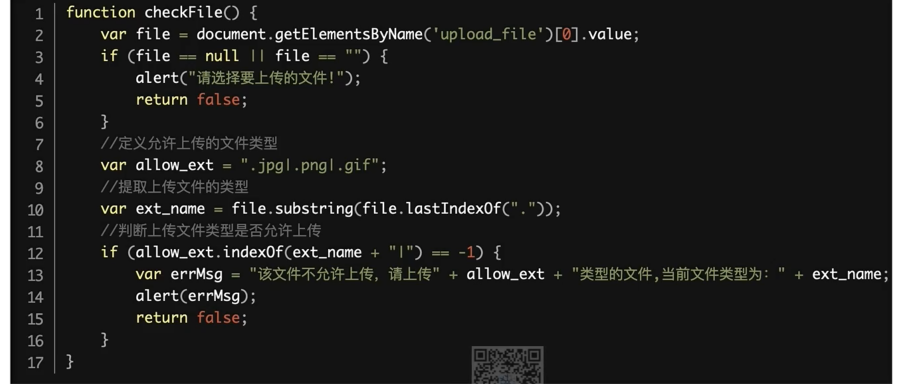 1 function checkFile() {
2 var file = document.getElementsByName('upload_file')[0].value;
3 if (file == null || file == "") {
4 alert("请选择要上传的文件!");
5 return false;
6 }
7 //定义允许上传的文件类型
8 var allow_ext = ".jpg|.png|.gif";
9 //提取上传文件的类型
10 var ext_name = file.substring(file.lastIndexOf("."));
11 //判断上传文件类型是否允许上传
12 if (allow_ext.indexOf(ext_name + "|") == -1) {
13 var errMsg = "该文件不允许上传，请上传" + allow_ext + "类型的文件,当前文件类型为：" + ext_name;
14 alert(errMsg);
15 return false;
16 }
17 }